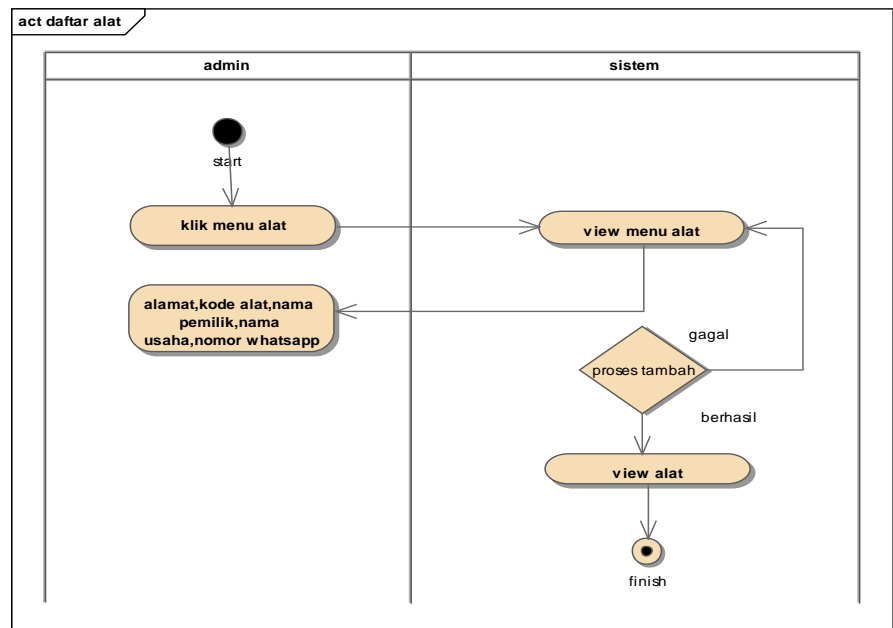 act daftar alat
admin
sistem
start
klik menu alat
view menu alat
alamat,kode alat,nama
pemilik,nama
usaha,nomor whatsapp
gagal
proses tambah
berhasil
view alat
finish